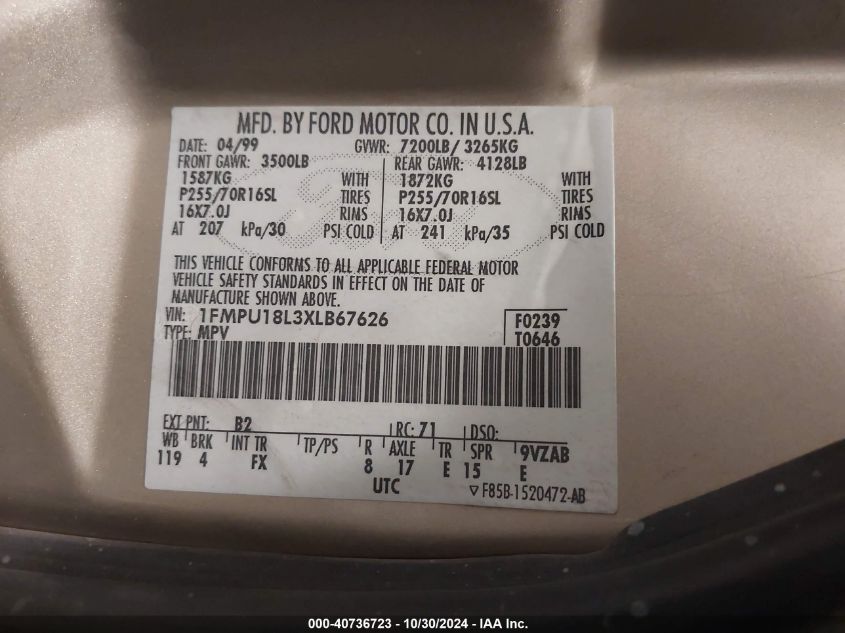 MFD. BY FORD MOTOR CO. IN U.S.A.
DATE: 04/99 GVWR: 7200LB/ 3265KG
FRONT GAWR: 3500LB REAR GAWR: 4128LB
1587KG WITH 1872KG WITH
P255/70R16SL TIRES P255/70R16SL TIRES
16X7.0J RIMS 16X7.0J RIMS
AT 207 kPa/30 PSI COLD AT 241 kPa/35 PSI COLD
THIS VEHICLE CONFORMS TO ALL APPLICABLE FEDERAL MOTOR
VEHICLE SAFETY STANDARDS IN EFFECT ON THE DATE OF
MANUFACTURE SHOWN ABOVE.
VIN: 1FMPU18L3XLB67626 F0239
TYPE: MPV T0646
EXT PNT: B2 RC: 71 DSO:
WB BRK INT TR TP/PS R AXLE TR SPR 9VZAB
119 4 FX 8 17 E 15 E
UTC ▽F85B-1520472-AB
000-40736723 - 10/30/2024 - IAA Inc.